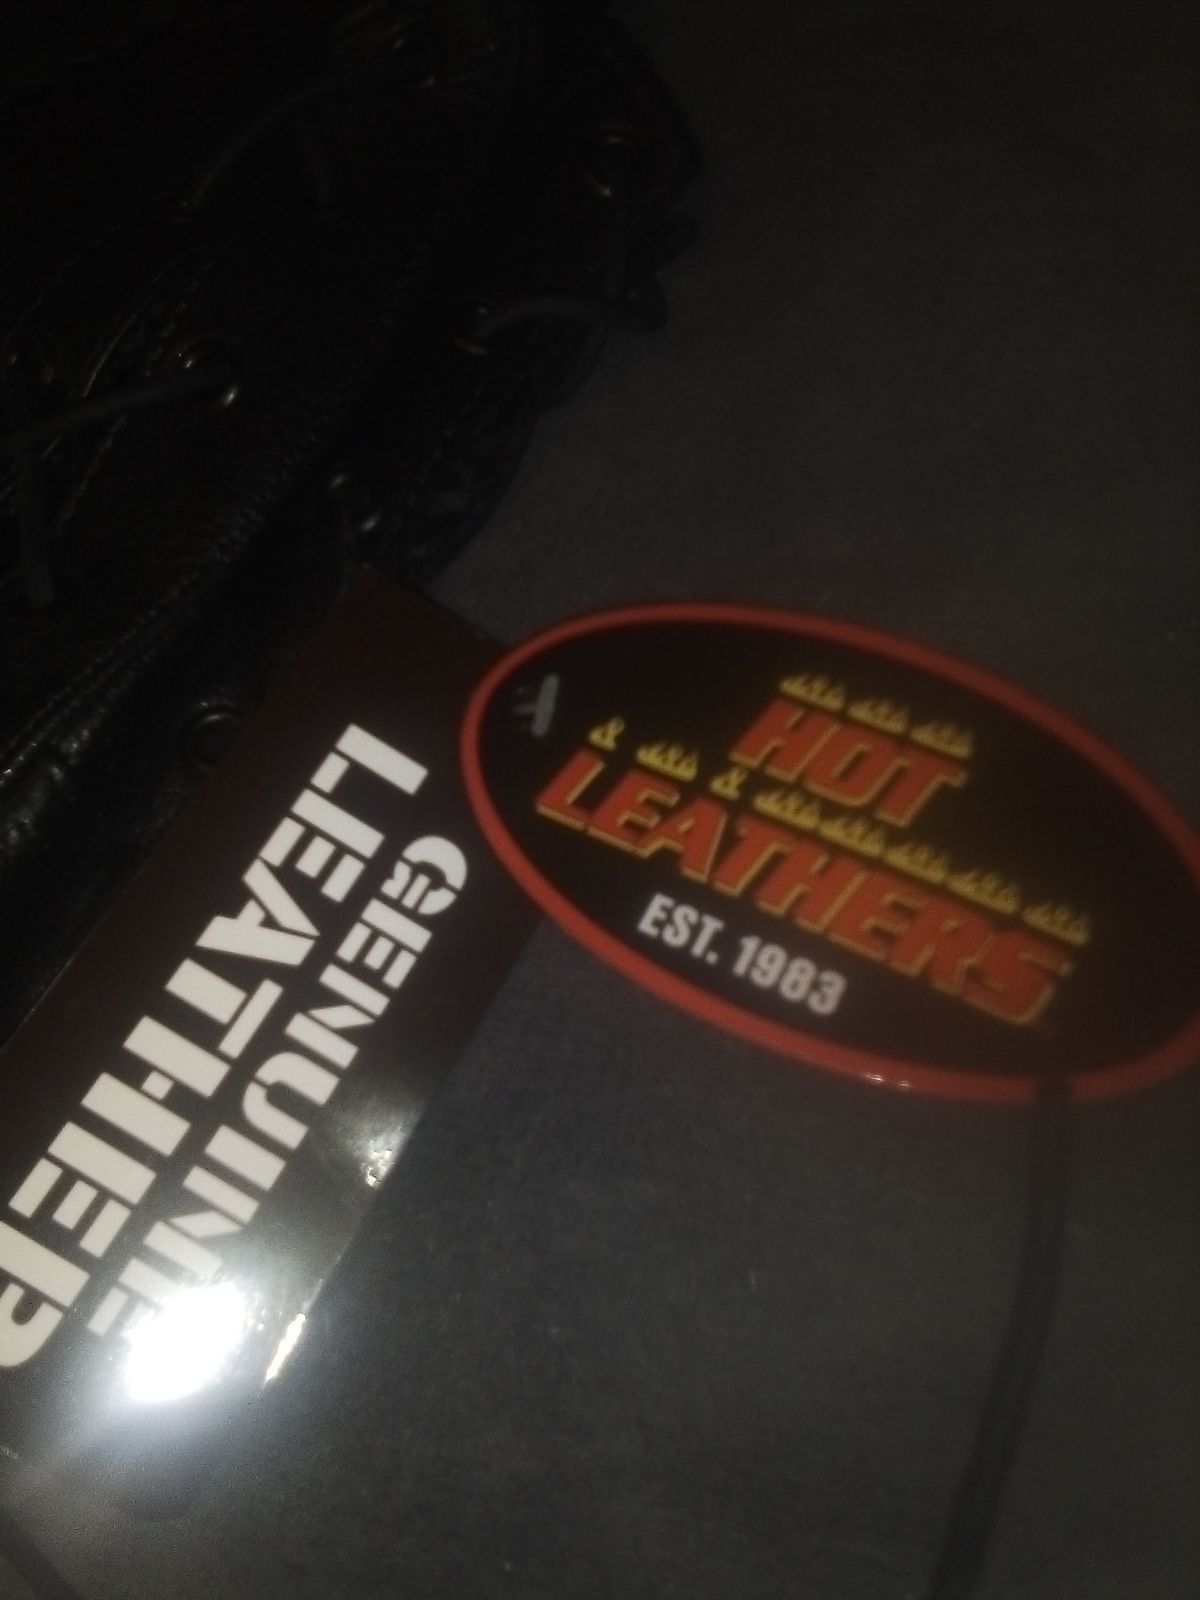 HOT
LEATHERS
EST. 1983
GENUINE
LEATHER